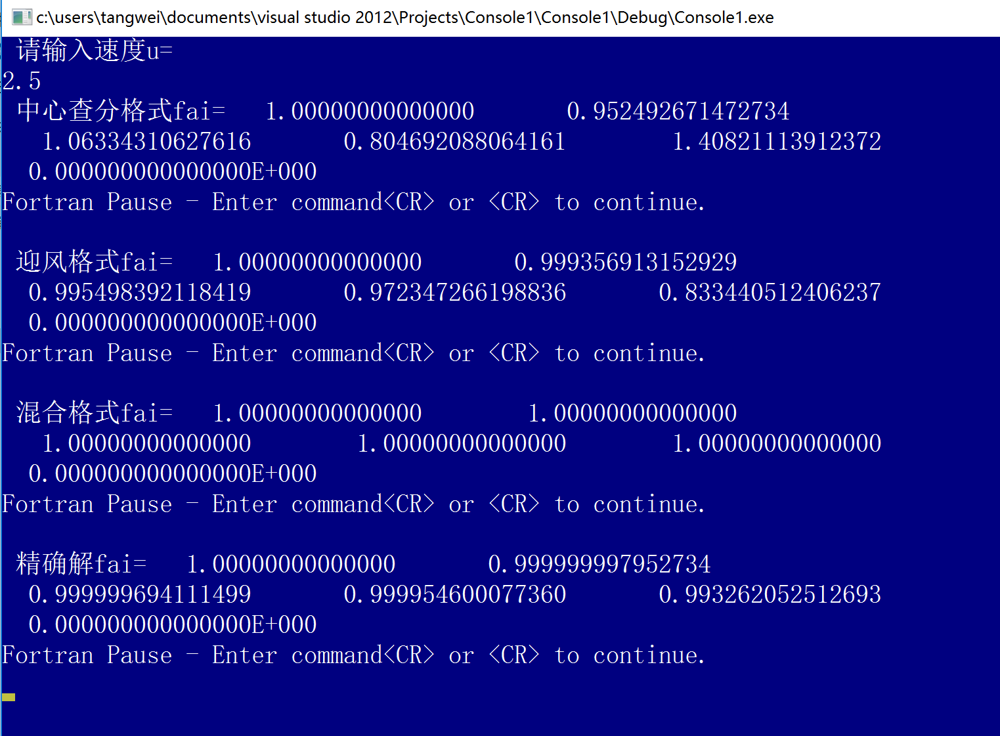 c:\users\tangwei\documents\visual studio 2012\Projects\Console1\Console1\Debug\Console1.exe
请输入速度u=
2.5
中心查分格式fai= 1.00000000000000 0.952492671472734
1.06334310627616 0.804692088064161 1.40821113912372
0.000000000000000E+000
Fortran Pause - Enter command<CR> or <CR> to continue.
迎风格式fai= 1.00000000000000 0.999356913152929
0.995498392118419 0.972347266198836 0.833440512406237
0.000000000000000E+000
Fortran Pause - Enter command<CR> or <CR> to continue.
混合格式fai= 1.00000000000000 1.00000000000000
1.00000000000000 1.00000000000000 1.00000000000000
0.000000000000000E+000
Fortran Pause - Enter command<CR> or <CR> to continue.
精确解fai= 1.00000000000000 0.999999997952734
0.999999694111499 0.999954600077360 0.993262052512693
0.000000000000000E+000
Fortran Pause - Enter command<CR> or <CR> to continue.